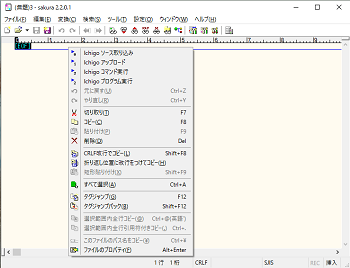 (無題)3 - sakura 2.2.0.1
ファイル(F) 編集(E) 変換(C) 検索(S) ツール(T) 設定(O) ウィンドウ(W) ヘルプ(H)
[EOF]
Ichigo ソース取り込み
Ichigo アップロード
Ichigo コマンド実行
Ichigo プログラム実行
元に戻す(U) Ctrl+Z
やり直し(R) Ctrl+Y
切り取り(T) F7
コピー(C) F8
貼り付け(P) F9
削除(D) Del
CRLF改行でコピー(L) Shift+F8
折り返し位置に改行をつけてコピー(H)
矩形貼り付け(X) Shift+F9
すべて選択(A) Ctrl+A
タグジャンプ(G) F12
タグジャンプバック(B) Shift+F12
選択範囲内全行コピー(Y) Ctrl+@(英語')
選択範囲内全行引用符付きコピー(S) Ctrl+.
このファイルのパス名をコピー(B) Ctrl+K
ファイルのプロパティ(F) Alt+Enter
1 行 1 桁 CRLF SJIS REC 挿入